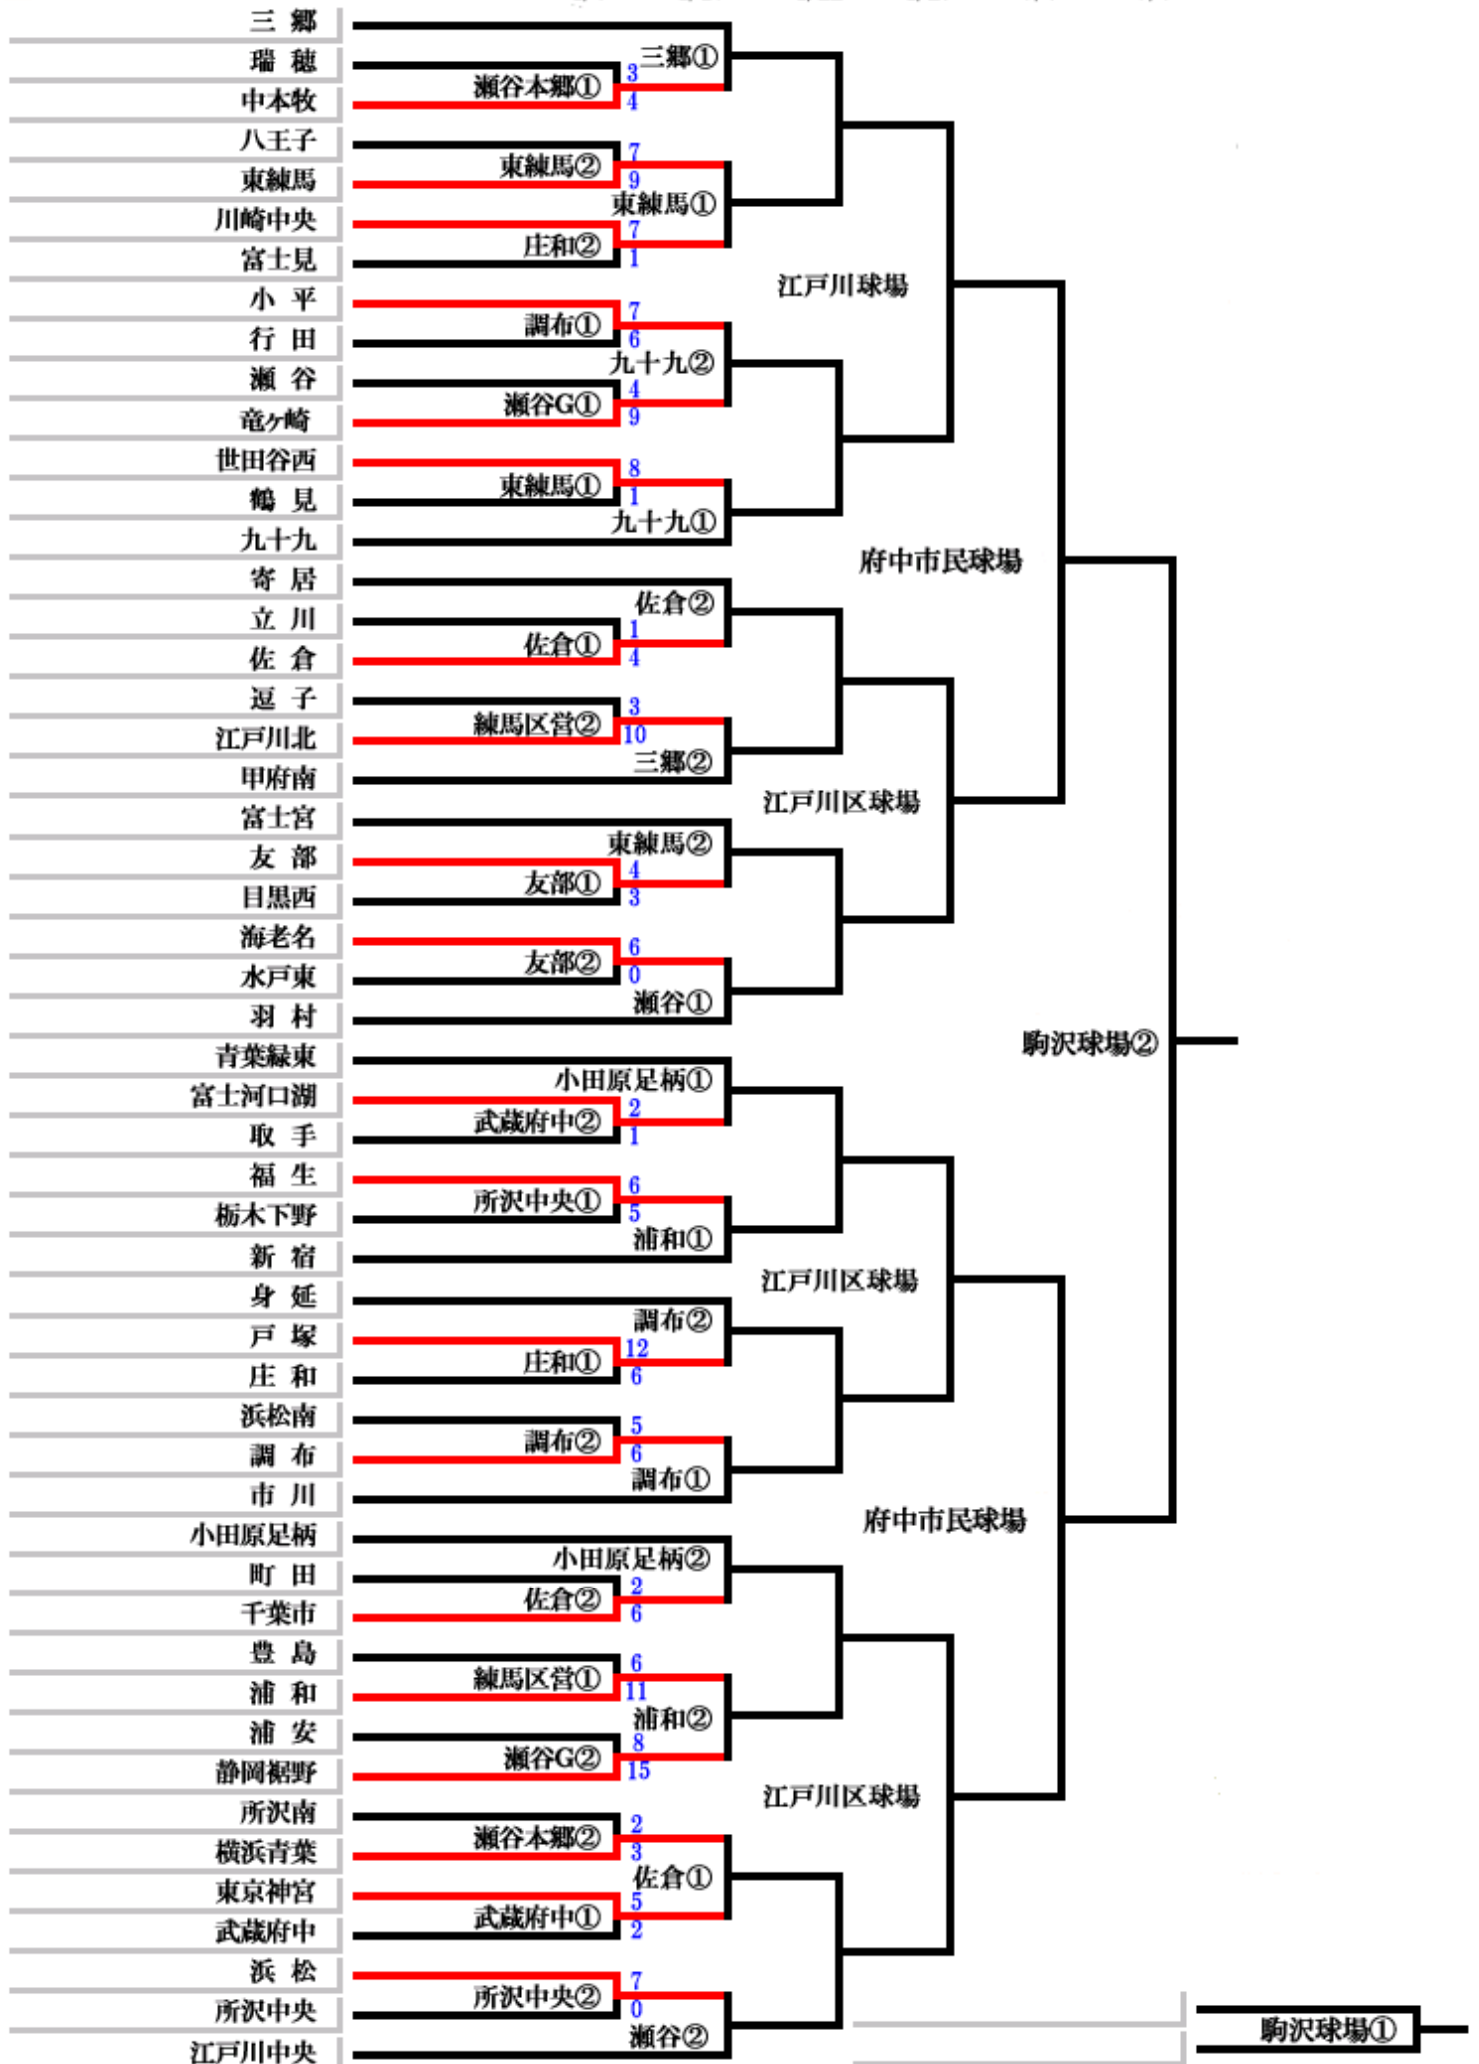 三 郷
三郷①
瑞 穂
3
瀬谷本郷①
4
中本牧
八王子
7
東練馬②
9
東練馬
東練馬①
川崎中央
7
庄和②
1
富士見
江戸川球場
小 平
7
調布①
6
行 田
九十九②
瀬 谷
4
瀬谷G①
9
竜ヶ崎
世田谷西
8
東練馬①
1
鶴 見
九十九①
九十九
府中市民球場
寄 居
佐倉②
立 川
1
佐倉①
4
佐 倉
逗 子
3
練馬区営②
10
江戸川北
三郷②
甲府南
江戸川区球場
富士宮
東練馬②
友 部
4
友部①
3
目黒西
海老名
6
友部②
0
水戸東
瀬谷①
羽 村
駒沢球場②
青葉緑東
小田原足柄①
富士河口湖
2
武蔵府中②
1
取 手
福 生
6
所沢中央①
5
栃木下野
浦和①
新 宿
江戸川区球場
身 延
調布②
戸 塚
12
庄和①
6
庄 和
浜松南
5
調布②
6
調 布
調布①
市 川
府中市民球場
小田原足柄
小田原足柄②
町 田
2
佐倉②
6
千葉市
豊 島
6
練馬区営①
11
浦 和
浦和②
浦 安
8
瀬谷G②
15
静岡裾野
江戸川区球場
所沢南
2
瀬谷本郷②
3
横浜青葉
佐倉①
東京神宮
5
武蔵府中①
2
武蔵府中
浜 松
7
所沢中央②
0
所沢中央
瀬谷②
江戸川中央
駒沢球場①